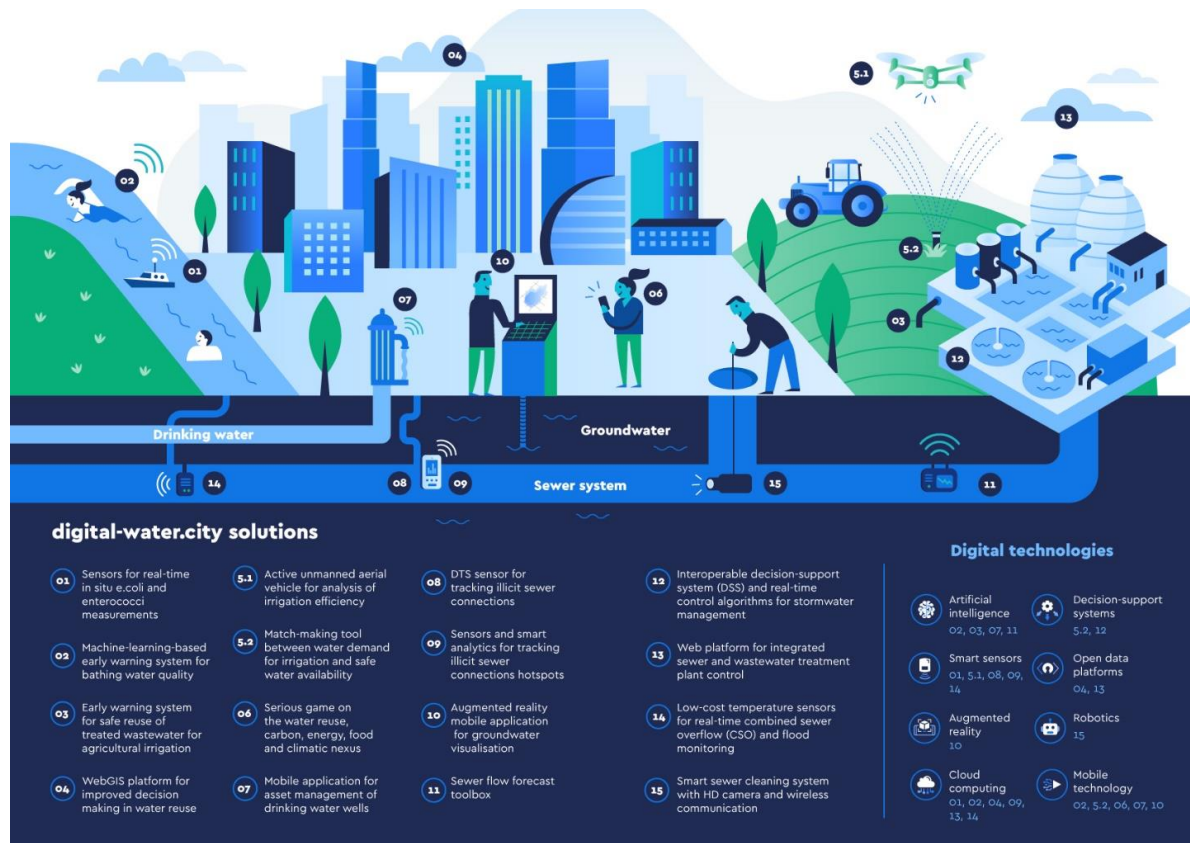 04
5.1
13
02
01
10
07
06
5.2
03
12
Drinking water
Groundwater
14
08
09
Sewer system
15
11
digital-water.city solutions
01
Sensors for real-time
in situ e.coli and
enterococci
measurements
02
Machine-learning-based
early warning system for
bathing water quality
03
Early warning system
for safe reuse of
treated wastewater for
agricultural irrigation
04
WebGIS platform for
improved decision
making in water reuse
5.1
Active unmanned aerial
vehicle for analysis of
irrigation efficiency
5.2
Match-making tool
between water demand
for irrigation and safe
water availability
06
Serious game on
the water reuse,
carbon, energy, food
and climatic nexus
07
Mobile application for
asset management of
drinking water wells
08
DTS sensor for
tracking illicit sewer
connections
09
Sensors and smart
analytics for tracking
illicit sewer
connections hotspots
10
Augmented reality
mobile application
for groundwater
visualisation
11
Sewer flow forecast
toolbox
12
Interoperable decision-support
system (DSS) and real-time
control algorithms for stormwater
management
13
Web platform for integrated
sewer and wastewater treatment
plant control
14
Low-cost temperature sensors
for real-time combined sewer
overflow (CSO) and flood
monitoring
15
Smart sewer cleaning system
with HD camera and wireless
communication
Digital technologies
Artificial
intelligence
02, 03, 07, 11
Smart sensors
01, 5.1, 08, 09,
14
Augmented
reality
10
Cloud
computing
01, 02, 04, 09,
13, 14
Decision-support
systems
5.2, 12
Open data
platforms
04, 13
Robotics
15
Mobile
technology
02, 5.2, 06, 07, 10